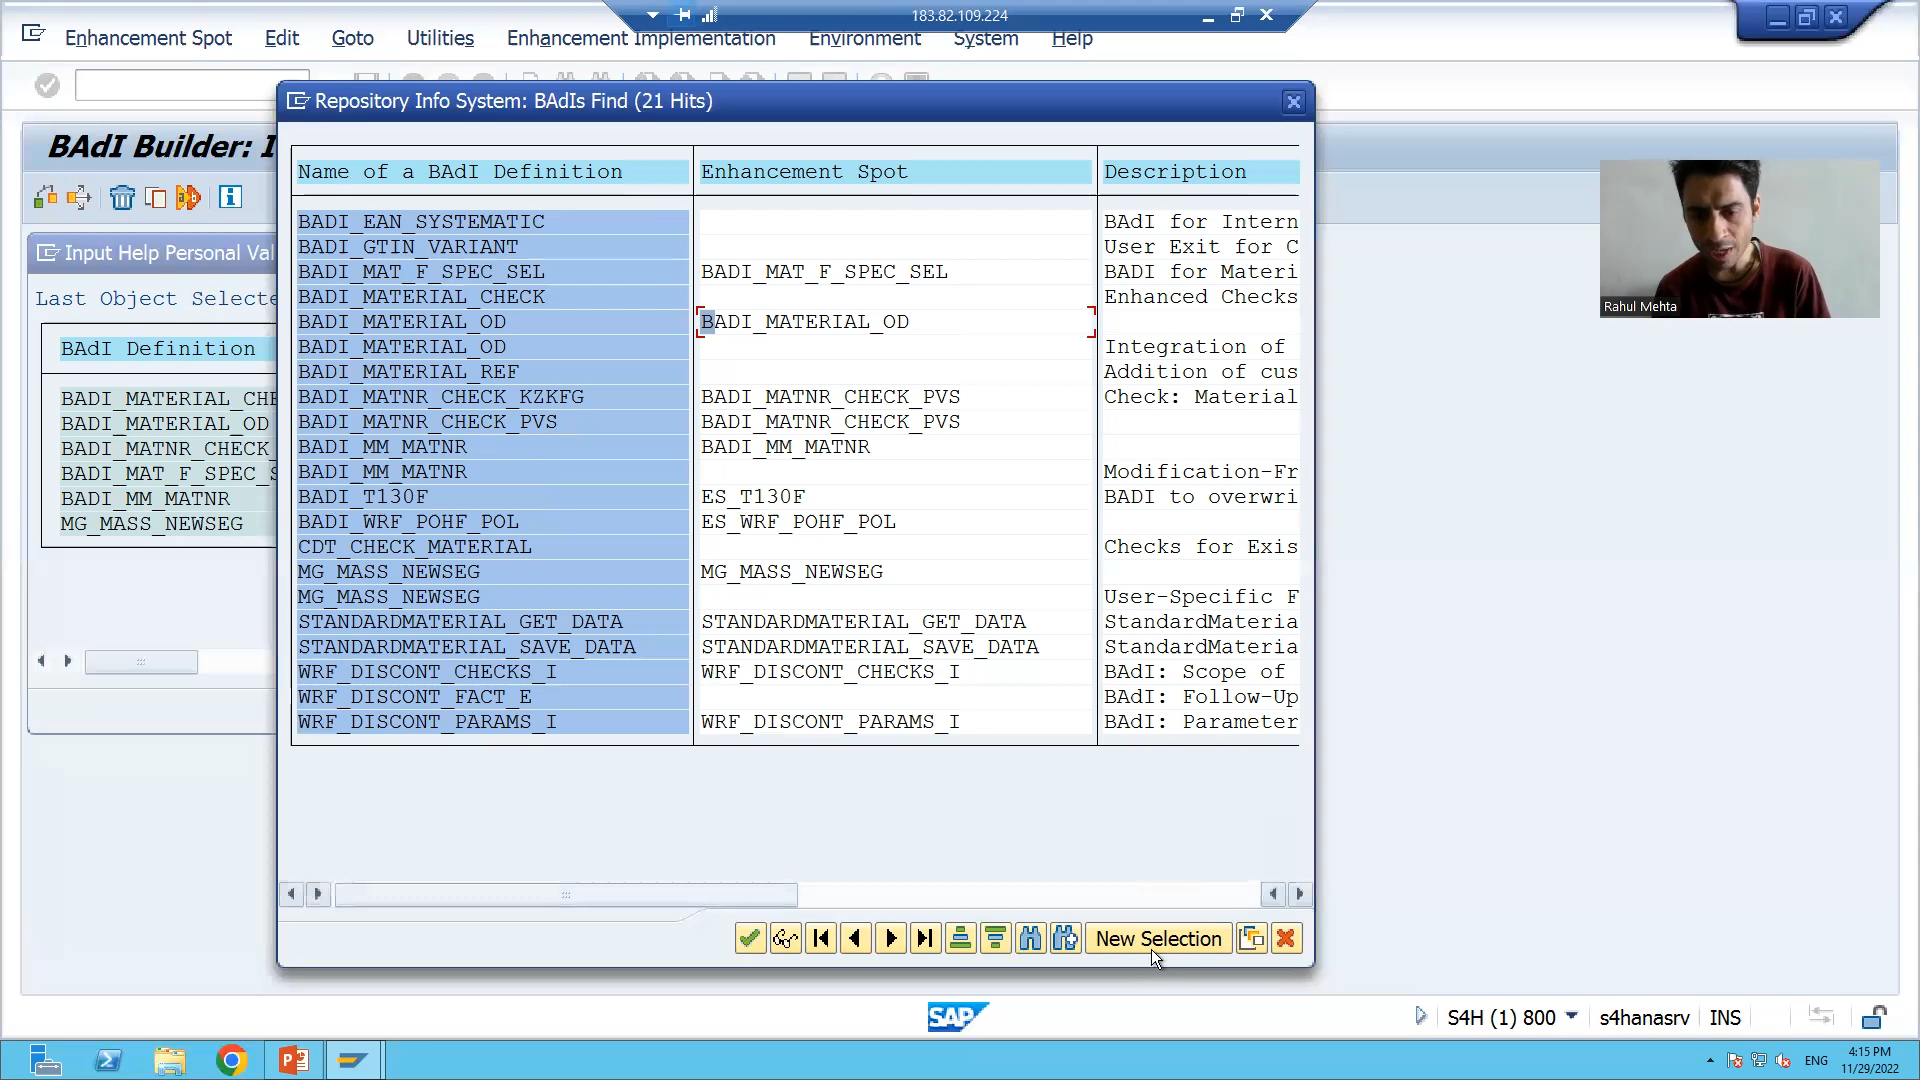 183.82.109.224
Enhancement Spot Edit Goto Utilities Enhancement Implementation Environment System Help
Repository Info System: BAdIs Find (21 Hits)
BAdI Builder: I
Name of a BAdI Definition Enhancement Spot Description
BADI_EAN_SYSTEMATIC BAdI for Intern
BADI_GTIN_VARIANT User Exit for C
BADI_MAT_F_SPEC_SEL BADI_MAT_F_SPEC_SEL BADI for Materi
BADI_MATERIAL_CHECK Enhanced Checks
BADI_MATERIAL_OD BADI_MATERIAL_OD
BADI_MATERIAL_OD Integration of
BADI_MATERIAL_REF Addition of cus
BADI_MATNR_CHECK_KZKFG BADI_MATNR_CHECK_PVS Check: Material
BADI_MATNR_CHECK_PVS BADI_MATNR_CHECK_PVS
BADI_MM_MATNR BADI_MM_MATNR
BADI_MM_MATNR Modification-Fr
BADI_T130F ES_T130F BADI to overwri
BADI_WRF_POHF_POL ES_WRF_POHF_POL
CDT_CHECK_MATERIAL Checks for Exis
MG_MASS_NEWSEG MG_MASS_NEWSEG
MG_MASS_NEWSEG User-Specific F
STANDARDMATERIAL_GET_DATA STANDARDMATERIAL_GET_DATA StandardMateria
STANDARDMATERIAL_SAVE_DATA STANDARDMATERIAL_SAVE_DATA StandardMateria
WRF_DISCONT_CHECKS_I WRF_DISCONT_CHECKS_I BAdI: Scope of
WRF_DISCONT_FACT_E BAdI: Follow-Up
WRF_DISCONT_PARAMS_I WRF_DISCONT_PARAMS_I BAdI: Parameter
Input Help Personal Val
Last Object Selecte
BAdI Definition
BADI_MATERIAL_CHE
BADI_MATERIAL_OD
BADI_MATNR_CHECK_
BADI_MAT_F_SPEC_S
BADI_MM_MATNR
MG_MASS_NEWSEG
New Selection
Rahul Mehta
SAP
S4H (1) 800 s4hanasrv INS
ENG
4:15 PM
11/29/2022